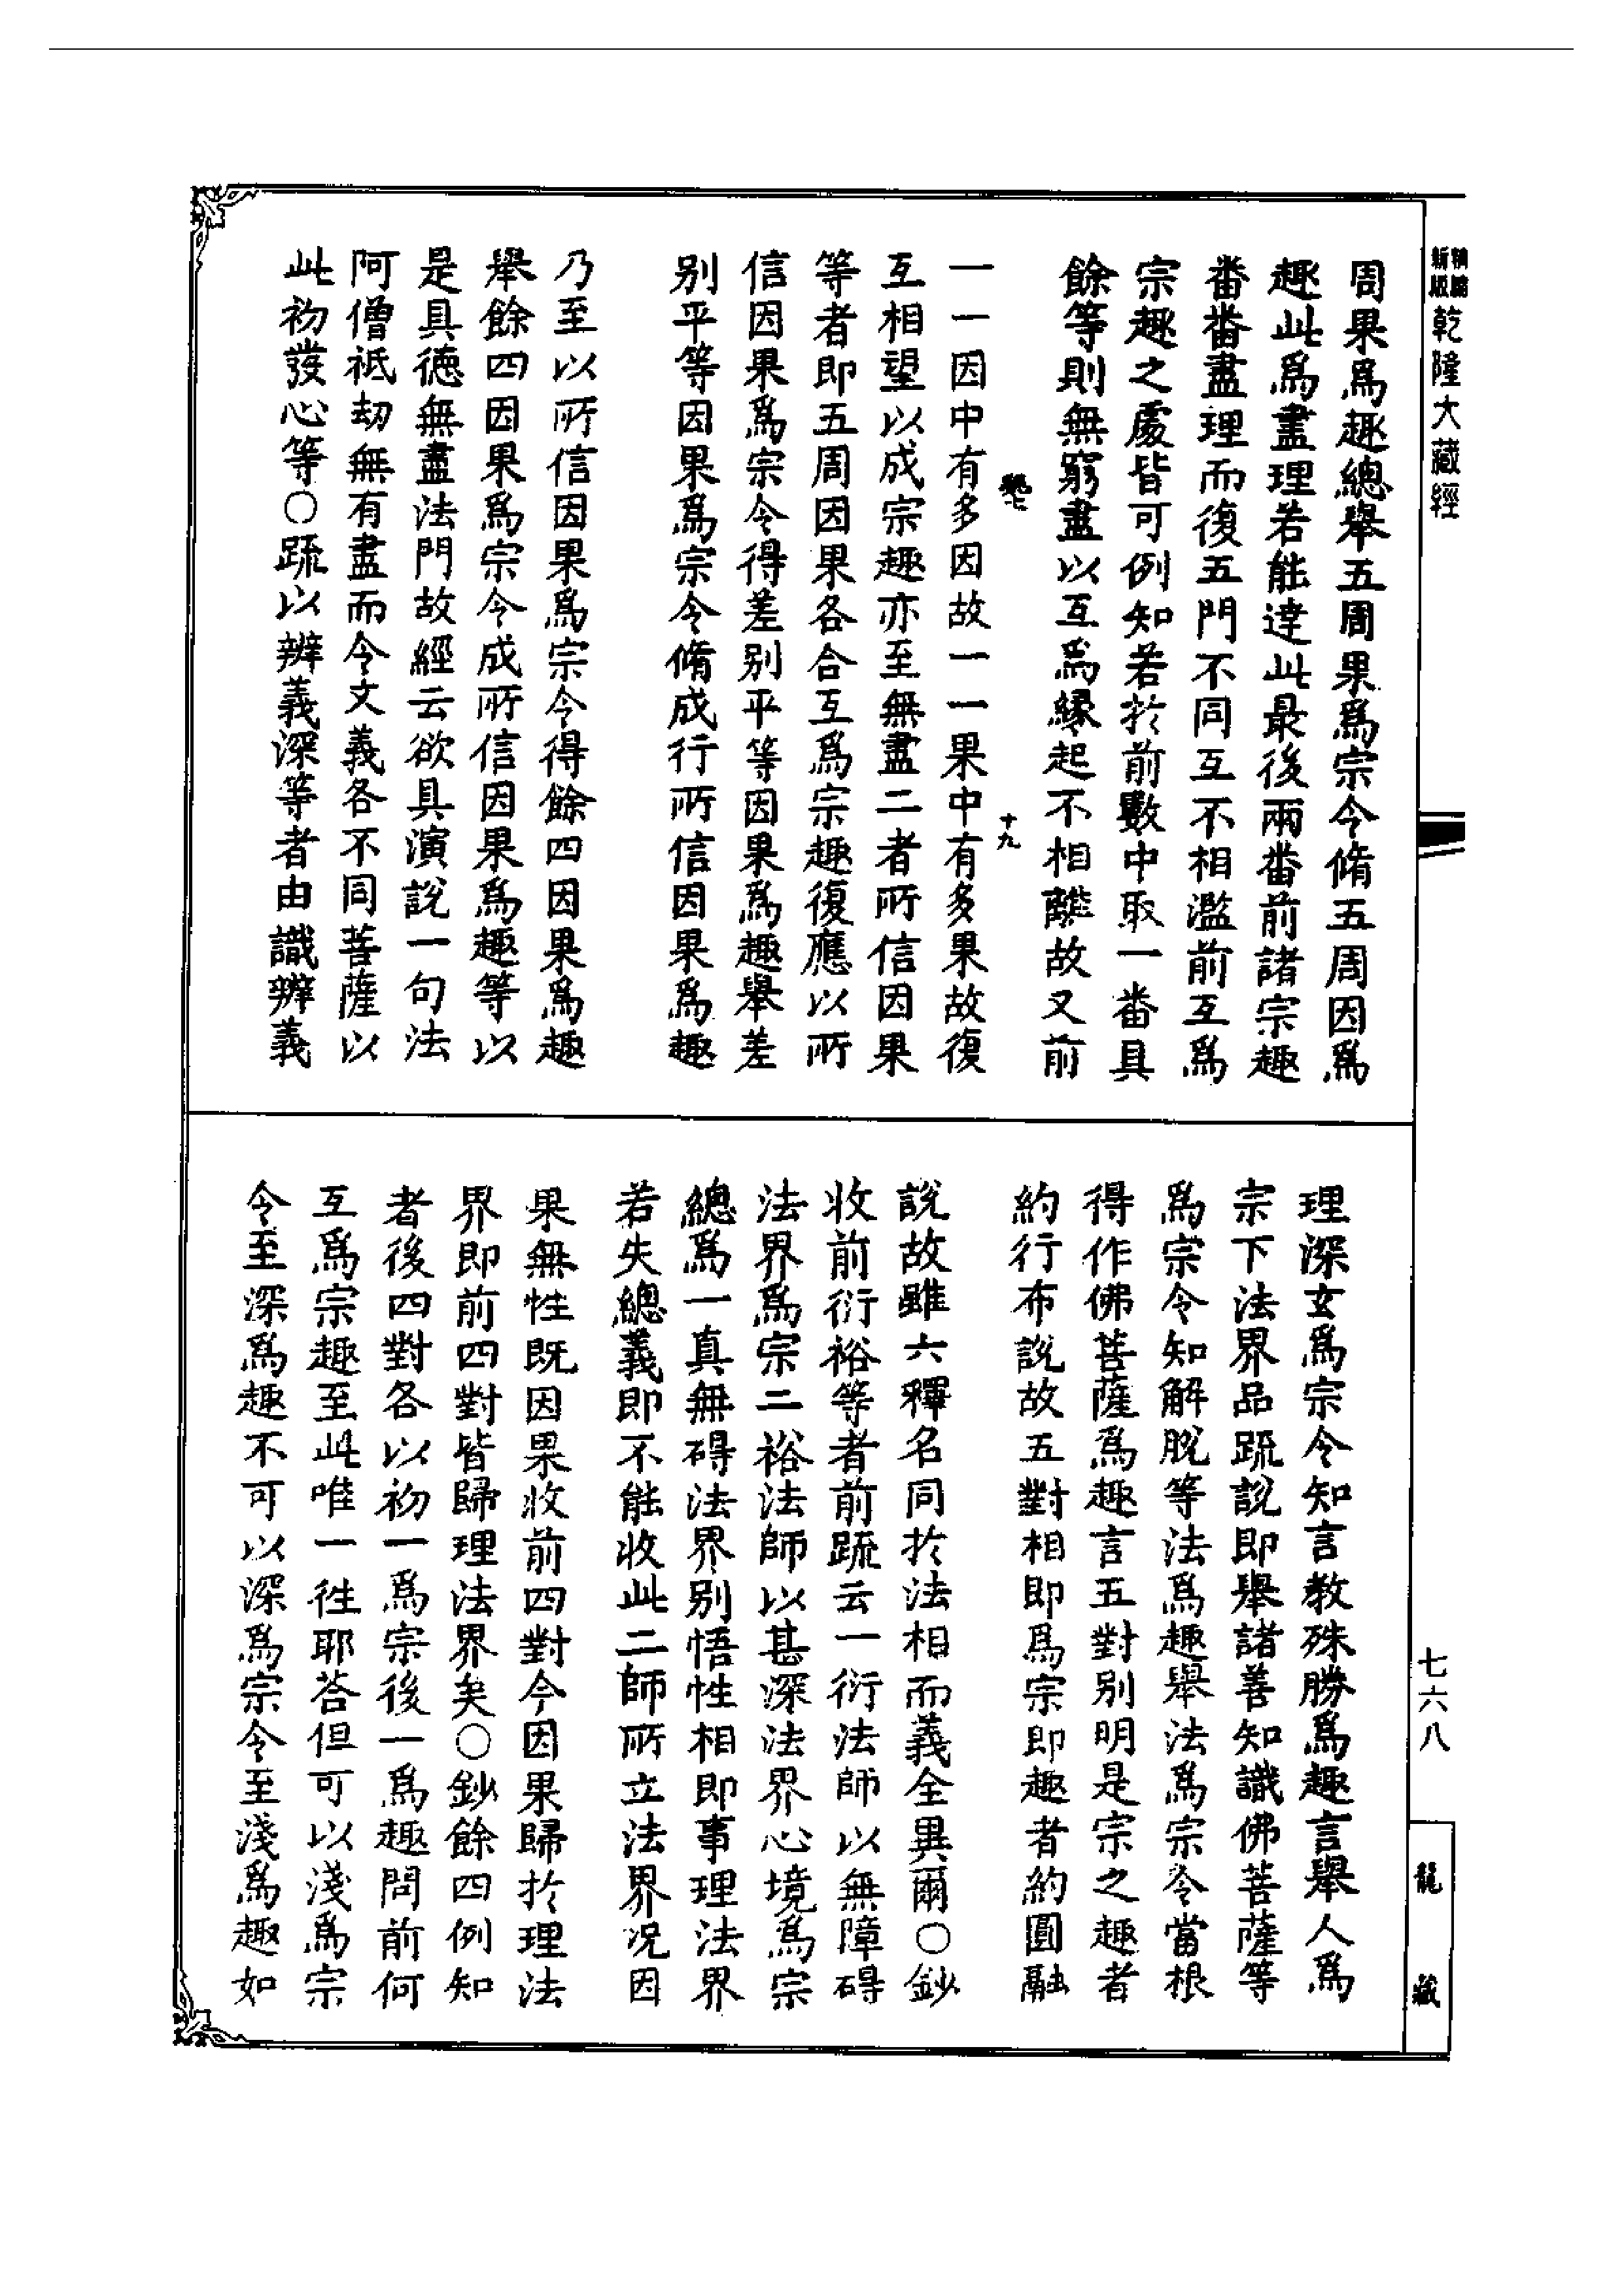 新版
乾隆大藏經
周果爲趣總舉五周果爲宗令脩五周因爲
趣此爲盡理若能達此最後兩番前諸宗趣
番番盡理而復五門不同互不相濫前互爲
宗趣之處皆可例知若於前數中取一番具
餘等則無窮盡以互爲緣起不相離故又前
十九
一一因中有多因故一一果中有多果故復
互相望以成宗趣亦至無盡二者所信因果
等者即五周因果各合互爲宗趣復應以所
信因果爲宗令得差別平等因果爲趣舉差
別平等因果爲宗令脩成行所信因果爲趣
乃至以所信因果爲宗令得餘四因果爲趣
舉餘四因果爲宗令成所信因果爲趣等以
是具德無盡法門故經云欲具演說一句法
阿僧祇劫無有盡而令文義各不同菩薩以
此初發心等○疏以辨義深等者由識辨義
理深玄爲宗令知言教殊勝爲趣言舉人爲
宗下法界品疏說即舉諸善知識佛菩薩等
爲宗令知解脫等法爲趣舉法爲宗令當根
得作佛菩薩爲趣言五對別明是宗之趣者
約行布說故五對相即爲宗即趣者約圓融
說故雖六釋名同於法相而義全異爾○鈔
收前衍裕等者前疏云一衍法師以無障碍
法界爲宗二裕法師以甚深法界心境爲宗
總爲一真無碍法界別悟性相即事理法界
若失總義即不能收此二師所立法界況因
果無性既因果收前四對今因果歸於理法
界即前四對皆歸理法界矣○鈔餘四例知
者後四對各以初一爲宗後一爲趣問前何
互爲宗趣至此唯一往耶荅但可以淺爲宗
令至深爲趣不可以深爲宗令至淺爲趣如
七六八
龍藏